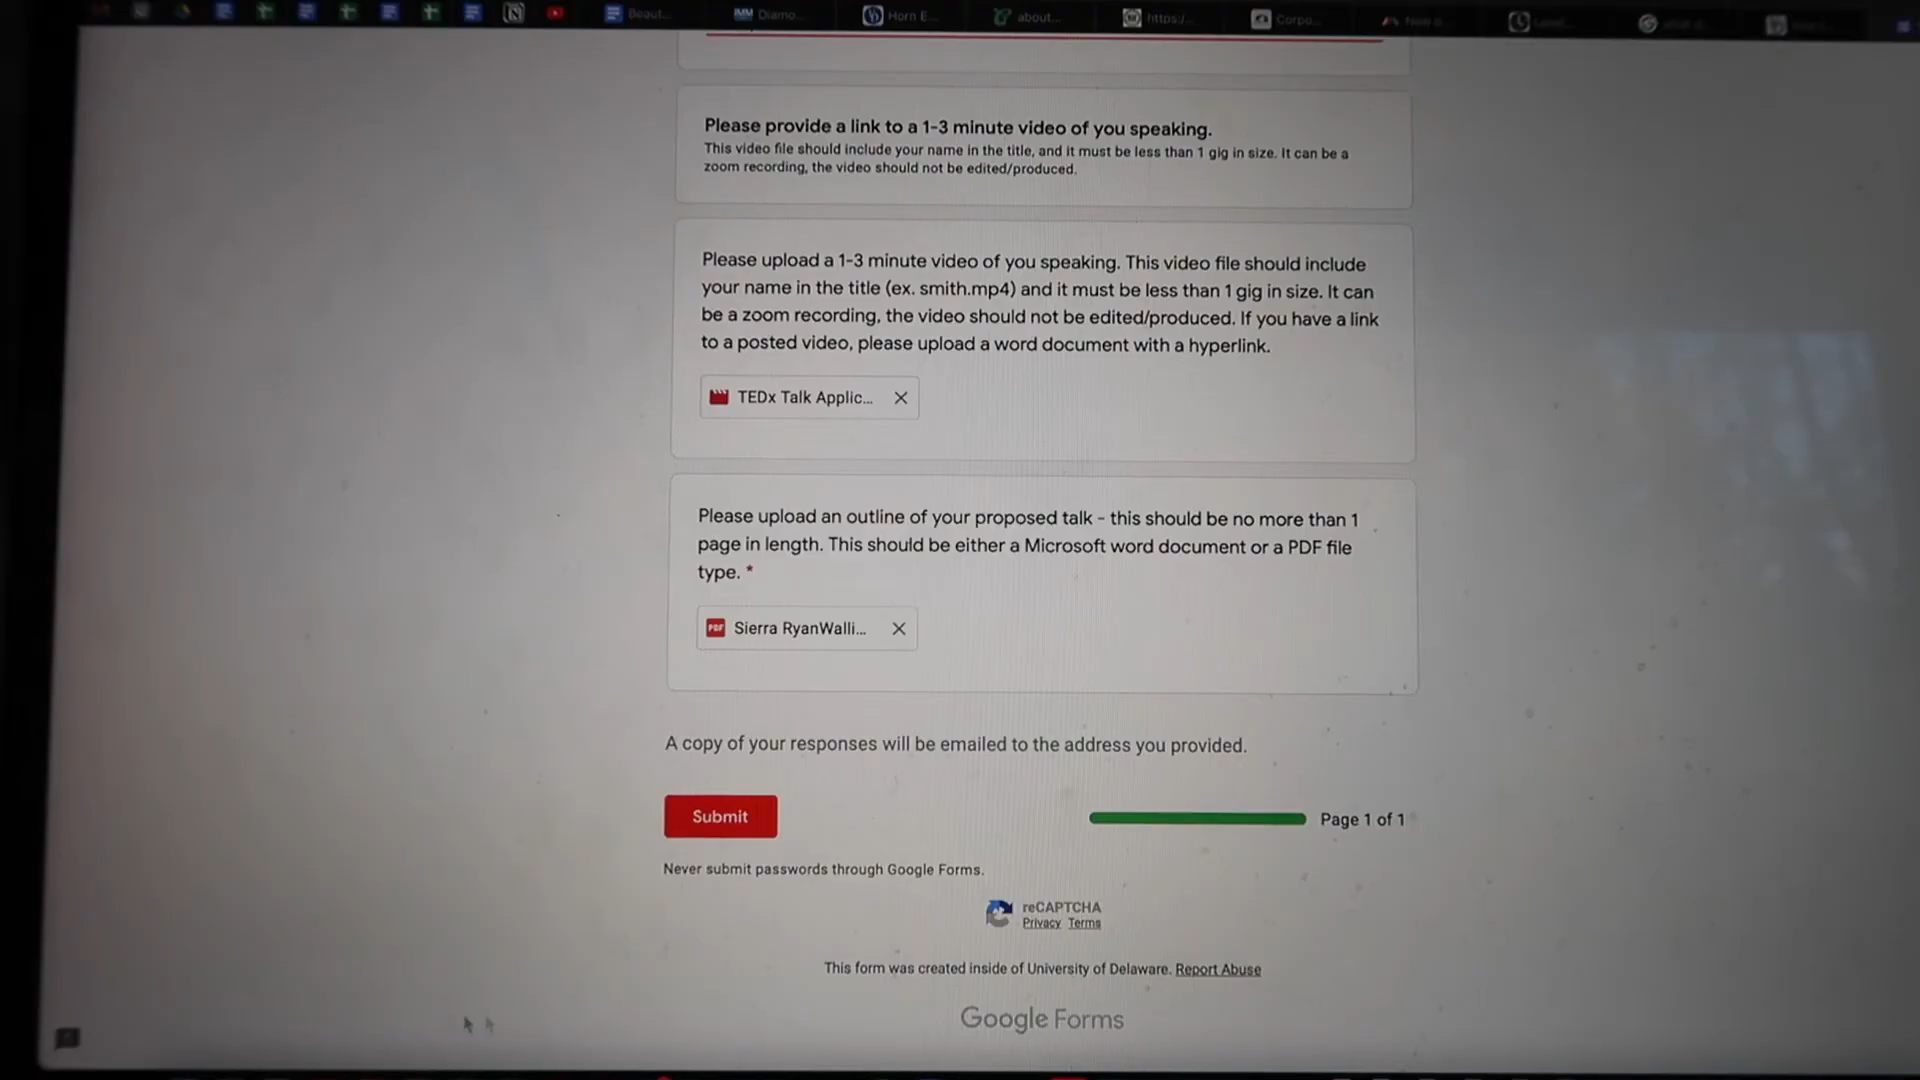 Beaut...
Diamo...
Horn E...
about...
https:/...
Corpo...
Please provide a link to a 1-3 minute video of you speaking.
This video file should include your name in the title, and it must be less than 1 gig in size. It can be a
zoom recording, the video should not be edited/produced.
Please upload a 1-3 minute video of you speaking. This video file should include
your name in the title (ex. smith.mp4) and it must be less than 1 gig in size. It can
be a zoom recording, the video should not be edited/produced. If you have a link
to a posted video, please upload a word document with a hyperlink.
TEDx Talk Applic...
Please upload an outline of your proposed talk - this should be no more than 1
page in length. This should be either a Microsoft word document or a PDF file
type. *
PDF Sierra RyanWalli...
A copy of your responses will be emailed to the address you provided.
Submit
Page 1 of 1
Never submit passwords through Google Forms.
reCAPTCHA
Privacy Terms
This form was created inside of University of Delaware. Report Abuse
Google Forms